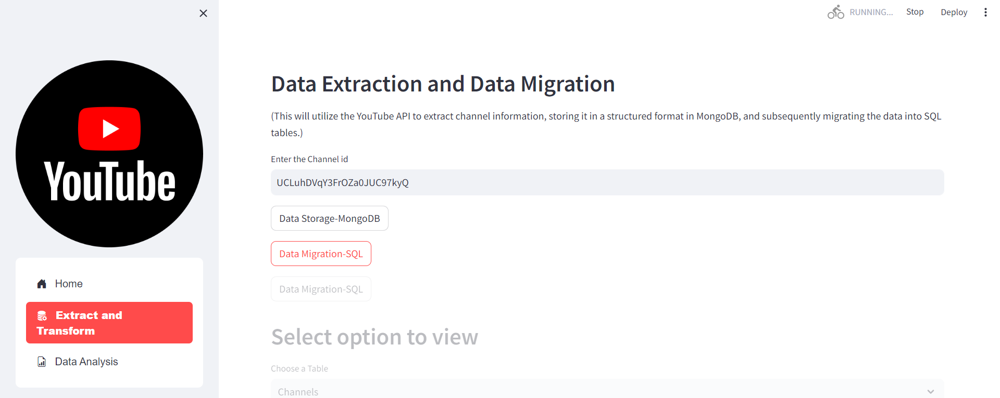 RUNNING...
Stop
Deploy
YouTube
Home
Extract and
Transform
Data Analysis
Data Extraction and Data Migration
(This will utilize the YouTube API to extract channel information, storing it in a structured format in MongoDB, and subsequently migrating the data into SQL
tables.)
Enter the Channel id
UCLuhDVqY3FrOZa0JUC97kyQ
Data Storage-MongoDB
Data Migration-SQL
Data Migration-SQL
Select option to view
Choose a Table
Channels